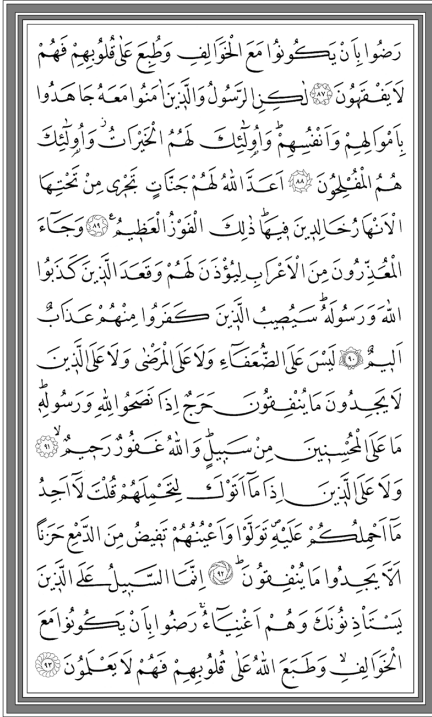 رَضُوا بِاَنْ يَكُونُوا مَعَ الْخَوَالِفِ وَطُبِعَ عَلٰى قُلُوبِهِمْ فَهُمْ
لَا يَفْقَهُونَ ﴿٨٧﴾ لٰكِنِ الرَّسُولُ وَالَّذٖينَ اٰمَنُوا مَعَهُ جَاهَدُوا
بِاَمْوَالِهِمْ وَاَنْفُسِهِمْؕ وَاُولٰٓئِكَ لَهُمُ الْخَيْرَاتُؗ وَاُولٰٓئِكَ
هُمُ الْمُفْلِحُونَ ﴿٨٨﴾ اَعَدَّ اللّٰهُ لَهُمْ جَنَّاتٍ تَجْرٖى مِنْ تَحْتِهَا
الْاَنْهَارُ خَالِدٖينَ فٖيهَاؕ ذٰلِكَ الْفَوْزُ الْعَظٖيمُ ﴿٨٩﴾ وَجَٓاءَ
الْمُعَذِّرُونَ مِنَ الْاَعْرَابِ لِيُؤْذَنَ لَهُمْ وَقَعَدَ الَّذٖينَ كَذَبُوا
اللّٰهَ وَرَسُولَهُؕ سَيُصٖيبُ الَّذٖينَ كَفَرُوا مِنْهُمْ عَذَابٌ
اَلٖيمٌ ﴿٩٠﴾ لَيْسَ عَلَى الضُّعَفَٓاءِ وَلَا عَلَى الْمَرْضٰى وَلَا عَلَى الَّذٖينَ
لَا يَجِدُونَ مَا يُنْفِقُونَ حَرَجٌ اِذَا نَصَحُوا لِلّٰهِ وَرَسُولِهٖؕ
مَا عَلَى الْمُحْسِنٖينَ مِنْ سَبٖيلٍؕ وَاللّٰهُ غَفُورٌ رَحٖيمٌۙ ﴿٩١﴾
وَلَا عَلَى الَّذٖينَ اِذَا مَٓا اَتَوْكَ لِتَحْمِلَهُمْ قُلْتَ لَٓا اَجِدُ
مَٓا اَحْمِلُكُمْ عَلَيْهِؕ تَوَلَّوْا وَاَعْيُنُهُمْ تَفٖيضُ مِنَ الدَّمْعِ حَزَنًا
اَلَّا يَجِدُوا مَا يُنْفِقُونَؕ ﴿٩٢﴾ اِنَّمَا السَّبٖيلُ عَلَى الَّذٖينَ
يَسْتَأْذِنُونَكَ وَهُمْ اَغْنِيَٓاءُۚ رَضُوا بِاَنْ يَكُونُوا مَعَ
الْخَوَالِفِۙ وَطَبَعَ اللّٰهُ عَلٰى قُلُوبِهِمْ فَهُمْ لَا يَعْلَمُونَ ﴿٩٣﴾